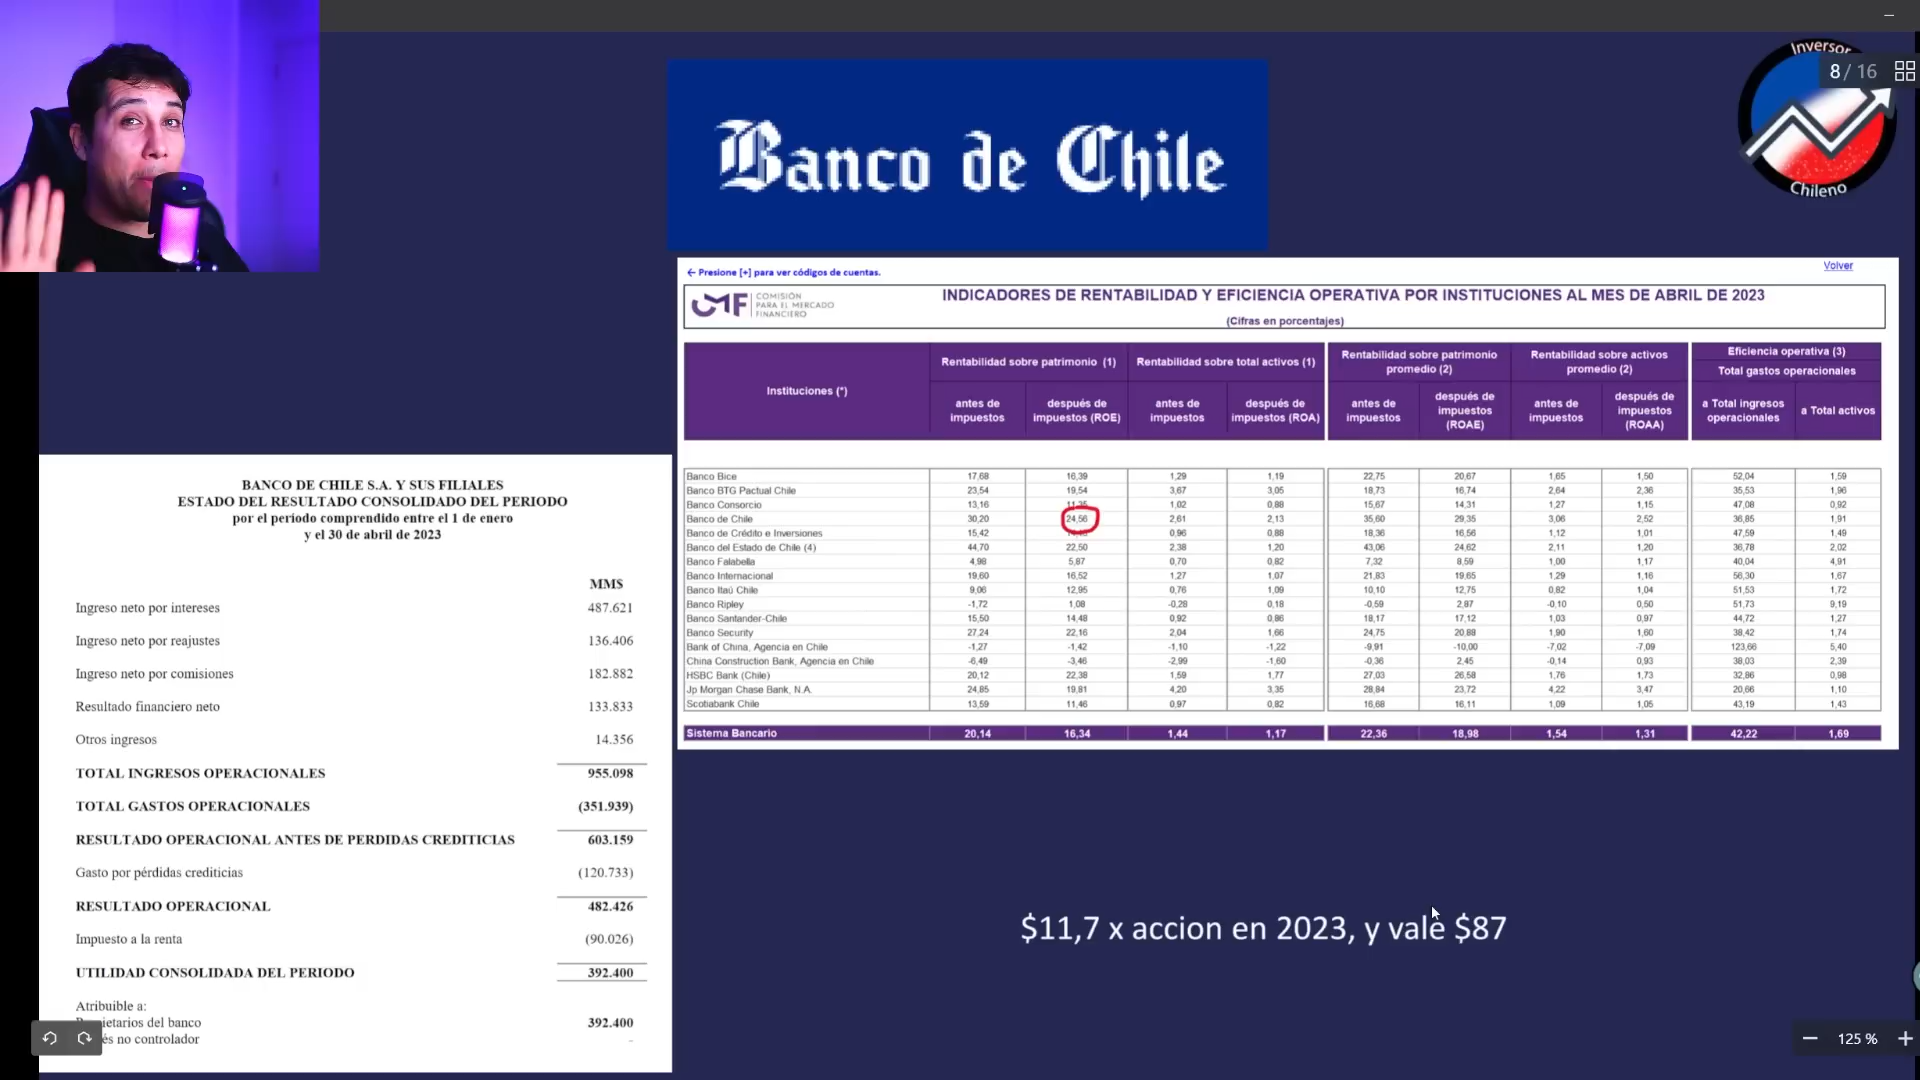 Inversor
Chileno
8 / 16
Banco de Chile
← Presione [+] para ver códigos de cuentas.
Volver
CMF COMISIÓN
PARA EL MERCADO
FINANCIERO
INDICADORES DE RENTABILIDAD Y EFICIENCIA OPERATIVA POR INSTITUCIONES AL MES DE ABRIL DE 2023
(Cifras en porcentajes)
Instituciones (*)
Rentabilidad sobre patrimonio (1)
antes de impuestos
después de impuestos (ROE)
Rentabilidad sobre total activos (1)
antes de impuestos
después de impuestos (ROA)
Rentabilidad sobre patrimonio promedio (2)
antes de impuestos
después de impuestos (ROAE)
Rentabilidad sobre activos promedio (2)
antes de impuestos
después de impuestos (ROAA)
Eficiencia operativa (3)
Total gastos operacionales
a Total ingresos operacionales
a Total activos
Banco Bice 17,68 16,39 1,29 1,19 22,75 20,67 1,65 1,50 52,04 1,59
Banco BTG Pactual Chile 23,54 19,54 3,67 3,05 18,73 16,74 2,64 2,36 35,53 1,96
Banco Consorcio 13,16 11,35 1,02 0,88 15,67 14,31 1,27 1,15 47,08 0,92
Banco de Chile 30,20 24,56 2,61 2,13 35,60 29,35 3,06 2,52 36,85 1,91
Banco de Crédito e Inversiones 15,42 0,96 0,88 18,36 16,56 1,12 1,01 47,59 1,49
Banco del Estado de Chile (4) 44,70 22,50 2,38 1,20 43,06 24,62 2,11 1,20 36,78 2,02
Banco Falabella 4,98 5,87 0,70 0,82 7,32 8,59 1,00 1,17 40,04 4,91
Banco Internacional 19,60 16,52 1,27 1,07 21,83 19,65 1,29 1,16 56,30 1,67
Banco Itaú Chile 9,06 12,95 0,76 1,09 10,10 12,75 0,82 1,04 51,53 1,72
Banco Ripley -1,72 1,08 -0,28 0,18 -0,59 2,87 -0,10 0,50 51,73 9,19
Banco Santander-Chile 15,50 14,48 0,92 0,86 18,17 17,12 1,03 0,97 44,72 1,27
Banco Security 27,24 22,16 2,04 1,66 24,75 20,88 1,90 1,60 38,42 1,74
Bank of China, Agencia en Chile -1,27 -1,42 -1,10 -1,22 -9,91 -10,00 -7,02 -7,09 123,66 5,40
China Construction Bank, Agencia en Chile -6,49 -3,46 -2,99 -1,60 -0,36 2,45 -0,14 0,93 38,03 2,39
HSBC Bank (Chile) 20,12 22,38 1,59 1,77 27,03 26,58 1,76 1,73 32,86 0,98
Jp Morgan Chase Bank, N.A. 24,85 19,81 4,20 3,35 28,84 23,72 4,22 3,47 20,66 1,10
Scotiabank Chile 13,59 11,46 0,97 0,82 16,68 16,11 1,09 1,05 43,19 1,43
Sistema Bancario 20,14 16,34 1,44 1,17 22,36 18,98 1,54 1,31 42,22 1,69
BANCO DE CHILE S.A. Y SUS FILIALES
ESTADO DEL RESULTADO CONSOLIDADO DEL PERIODO
por el período comprendido entre el 1 de enero
y el 30 de abril de 2023
MM$
Ingreso neto por intereses 487.621
Ingreso neto por reajustes 136.406
Ingreso neto por comisiones 182.882
Resultado financiero neto 133.833
Otros ingresos 14.356
TOTAL INGRESOS OPERACIONALES 955.098
TOTAL GASTOS OPERACIONALES (351.939)
RESULTADO OPERACIONAL ANTES DE PERDIDAS CREDITICIAS 603.159
Gasto por pérdidas crediticias (120.733)
RESULTADO OPERACIONAL 482.426
Impuesto a la renta (90.026)
UTILIDAD CONSOLIDADA DEL PERIODO 392.400
Atribuible a:
del banco 392.400
no controlador -
$11,7 x accion en 2023, y vale $87
125 %